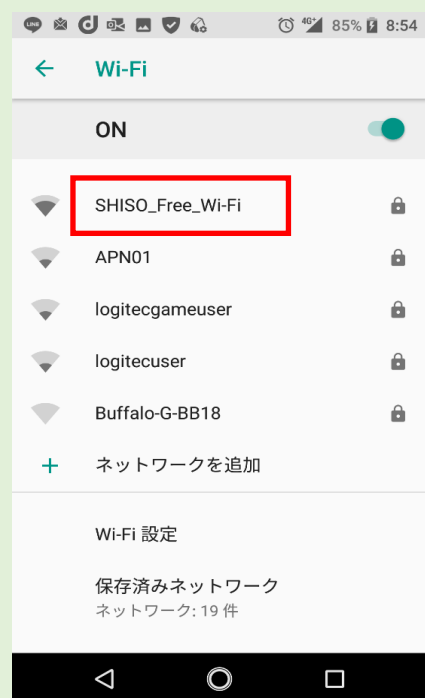 LINE 4G+ 85% 8:54
Wi-Fi
ON
SHISO_Free_Wi-Fi
APN01
logitecgameuser
logitecuser
Buffalo-G-BB18
ネットワークを追加
Wi-Fi 設定
保存済みネットワーク
ネットワーク: 19 件